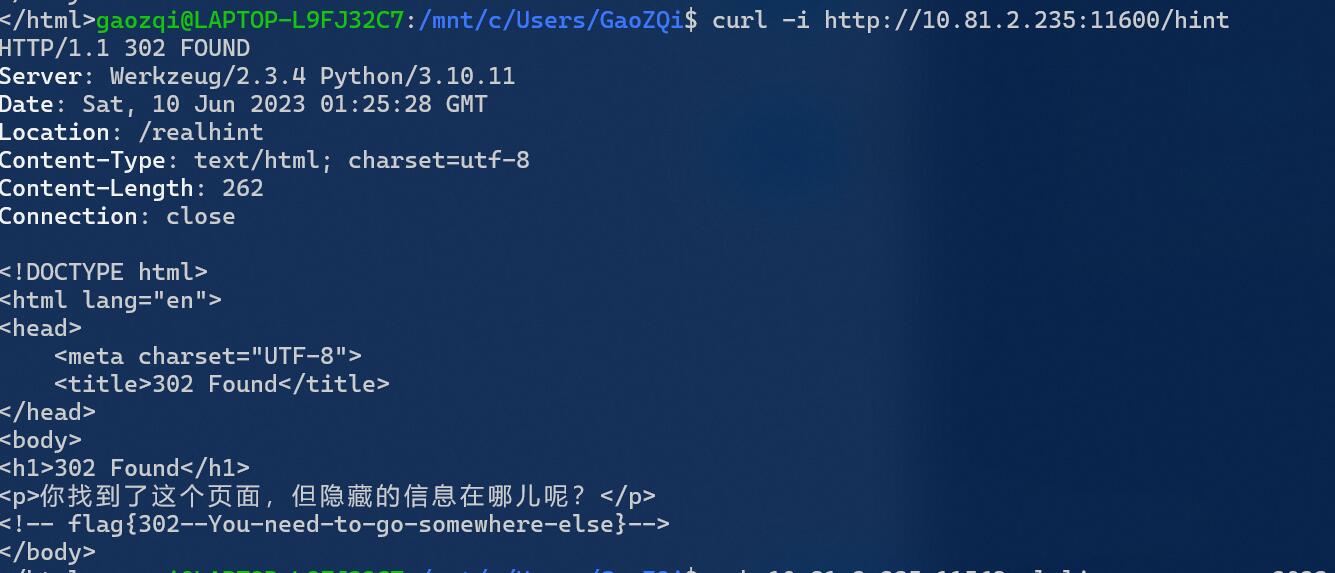 </html>gaozqi@LAPTOP-L9FJ32C7:/mnt/c/Users/GaoZQi$ curl -i http://10.81.2.235:11600/hint
HTTP/1.1 302 FOUND
Server: Werkzeug/2.3.4 Python/3.10.11
Date: Sat, 10 Jun 2023 01:25:28 GMT
Location: /realhint
Content-Type: text/html; charset=utf-8
Content-Length: 262
Connection: close

<!DOCTYPE html>
<html lang="en">
<head>
    <meta charset="UTF-8">
    <title>302 Found</title>
</head>
<body>
<h1>302 Found</h1>
<p>你找到了这个页面，但隐藏的信息在哪儿呢？</p>
<!-- flag{302--You-need-to-go-somewhere-else}-->
</body>